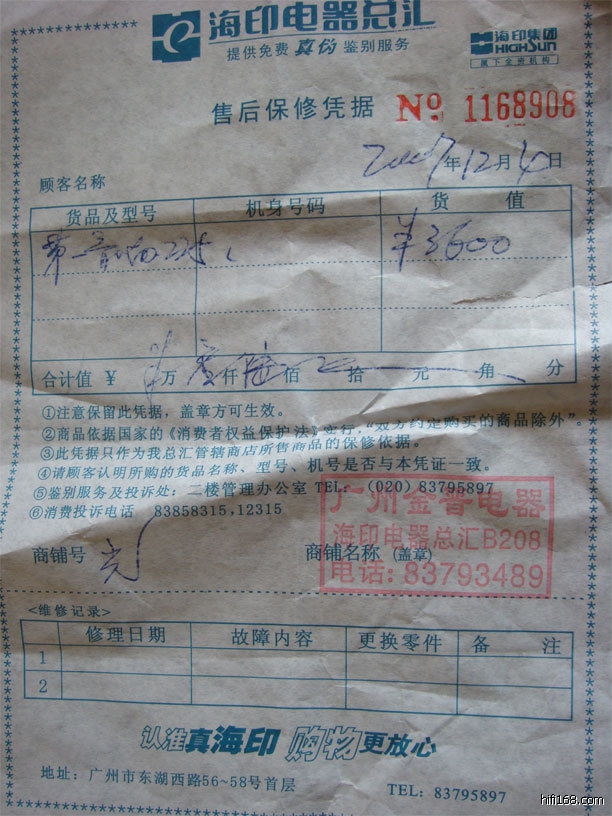 海印电器总汇
提供免费真伪鉴别服务
海印集团
HIGHSUN
属下企业机构
售后保修凭据 No 1168908
2007年12月4日
顾客名称
货品及型号 机身号码 货值
第一音响 ¥3600
合计值 ¥ 万 仟 佰 拾 元 角 分
①注意保留此凭据，盖章方可生效。
②商品依据国家的《消费者权益保护法》实行，“双方约定购买的商品除外”。
③此凭据只作为我总汇管辖商店所售商品的保修依据。
④请顾客认明所购的货品名称、型号、机号是否与本凭证一致。
⑤鉴别服务及投诉处：二楼管理办公室 TEL：(020) 83795897
⑥消费投诉电话 83858315,12315
广州金睿电器
海印电器总汇B208
电话：83793489
商铺号 商铺名称 (盖章)
<维修记录>
修理日期 故障内容 更换零件 备注
1
2
认准真海印 购物更放心
地址：广州市东湖西路56~58号首层
TEL：83795897
hifi168.com